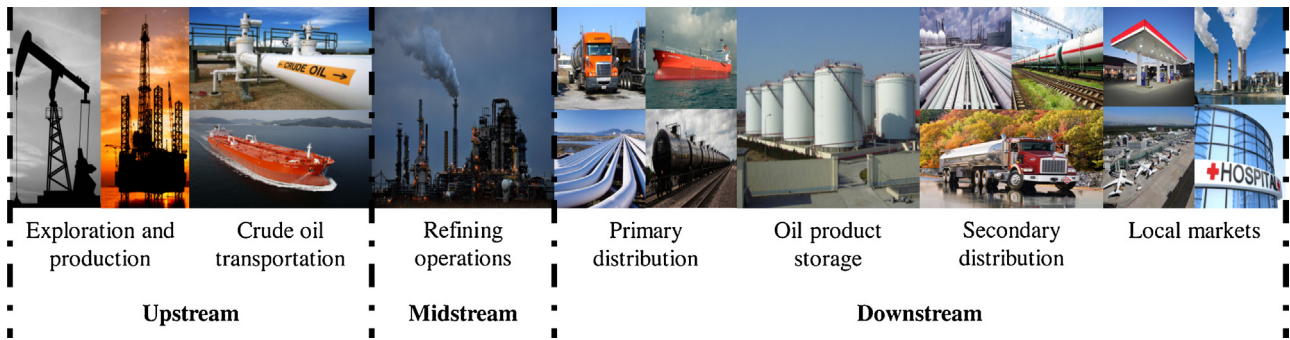 CRUDE OIL
HOSPITAL
Exploration and
production
Crude oil
transportation
Refining
operations
Primary
distribution
Oil product
storage
Secondary
distribution
Local markets
Upstream
Midstream
Downstream